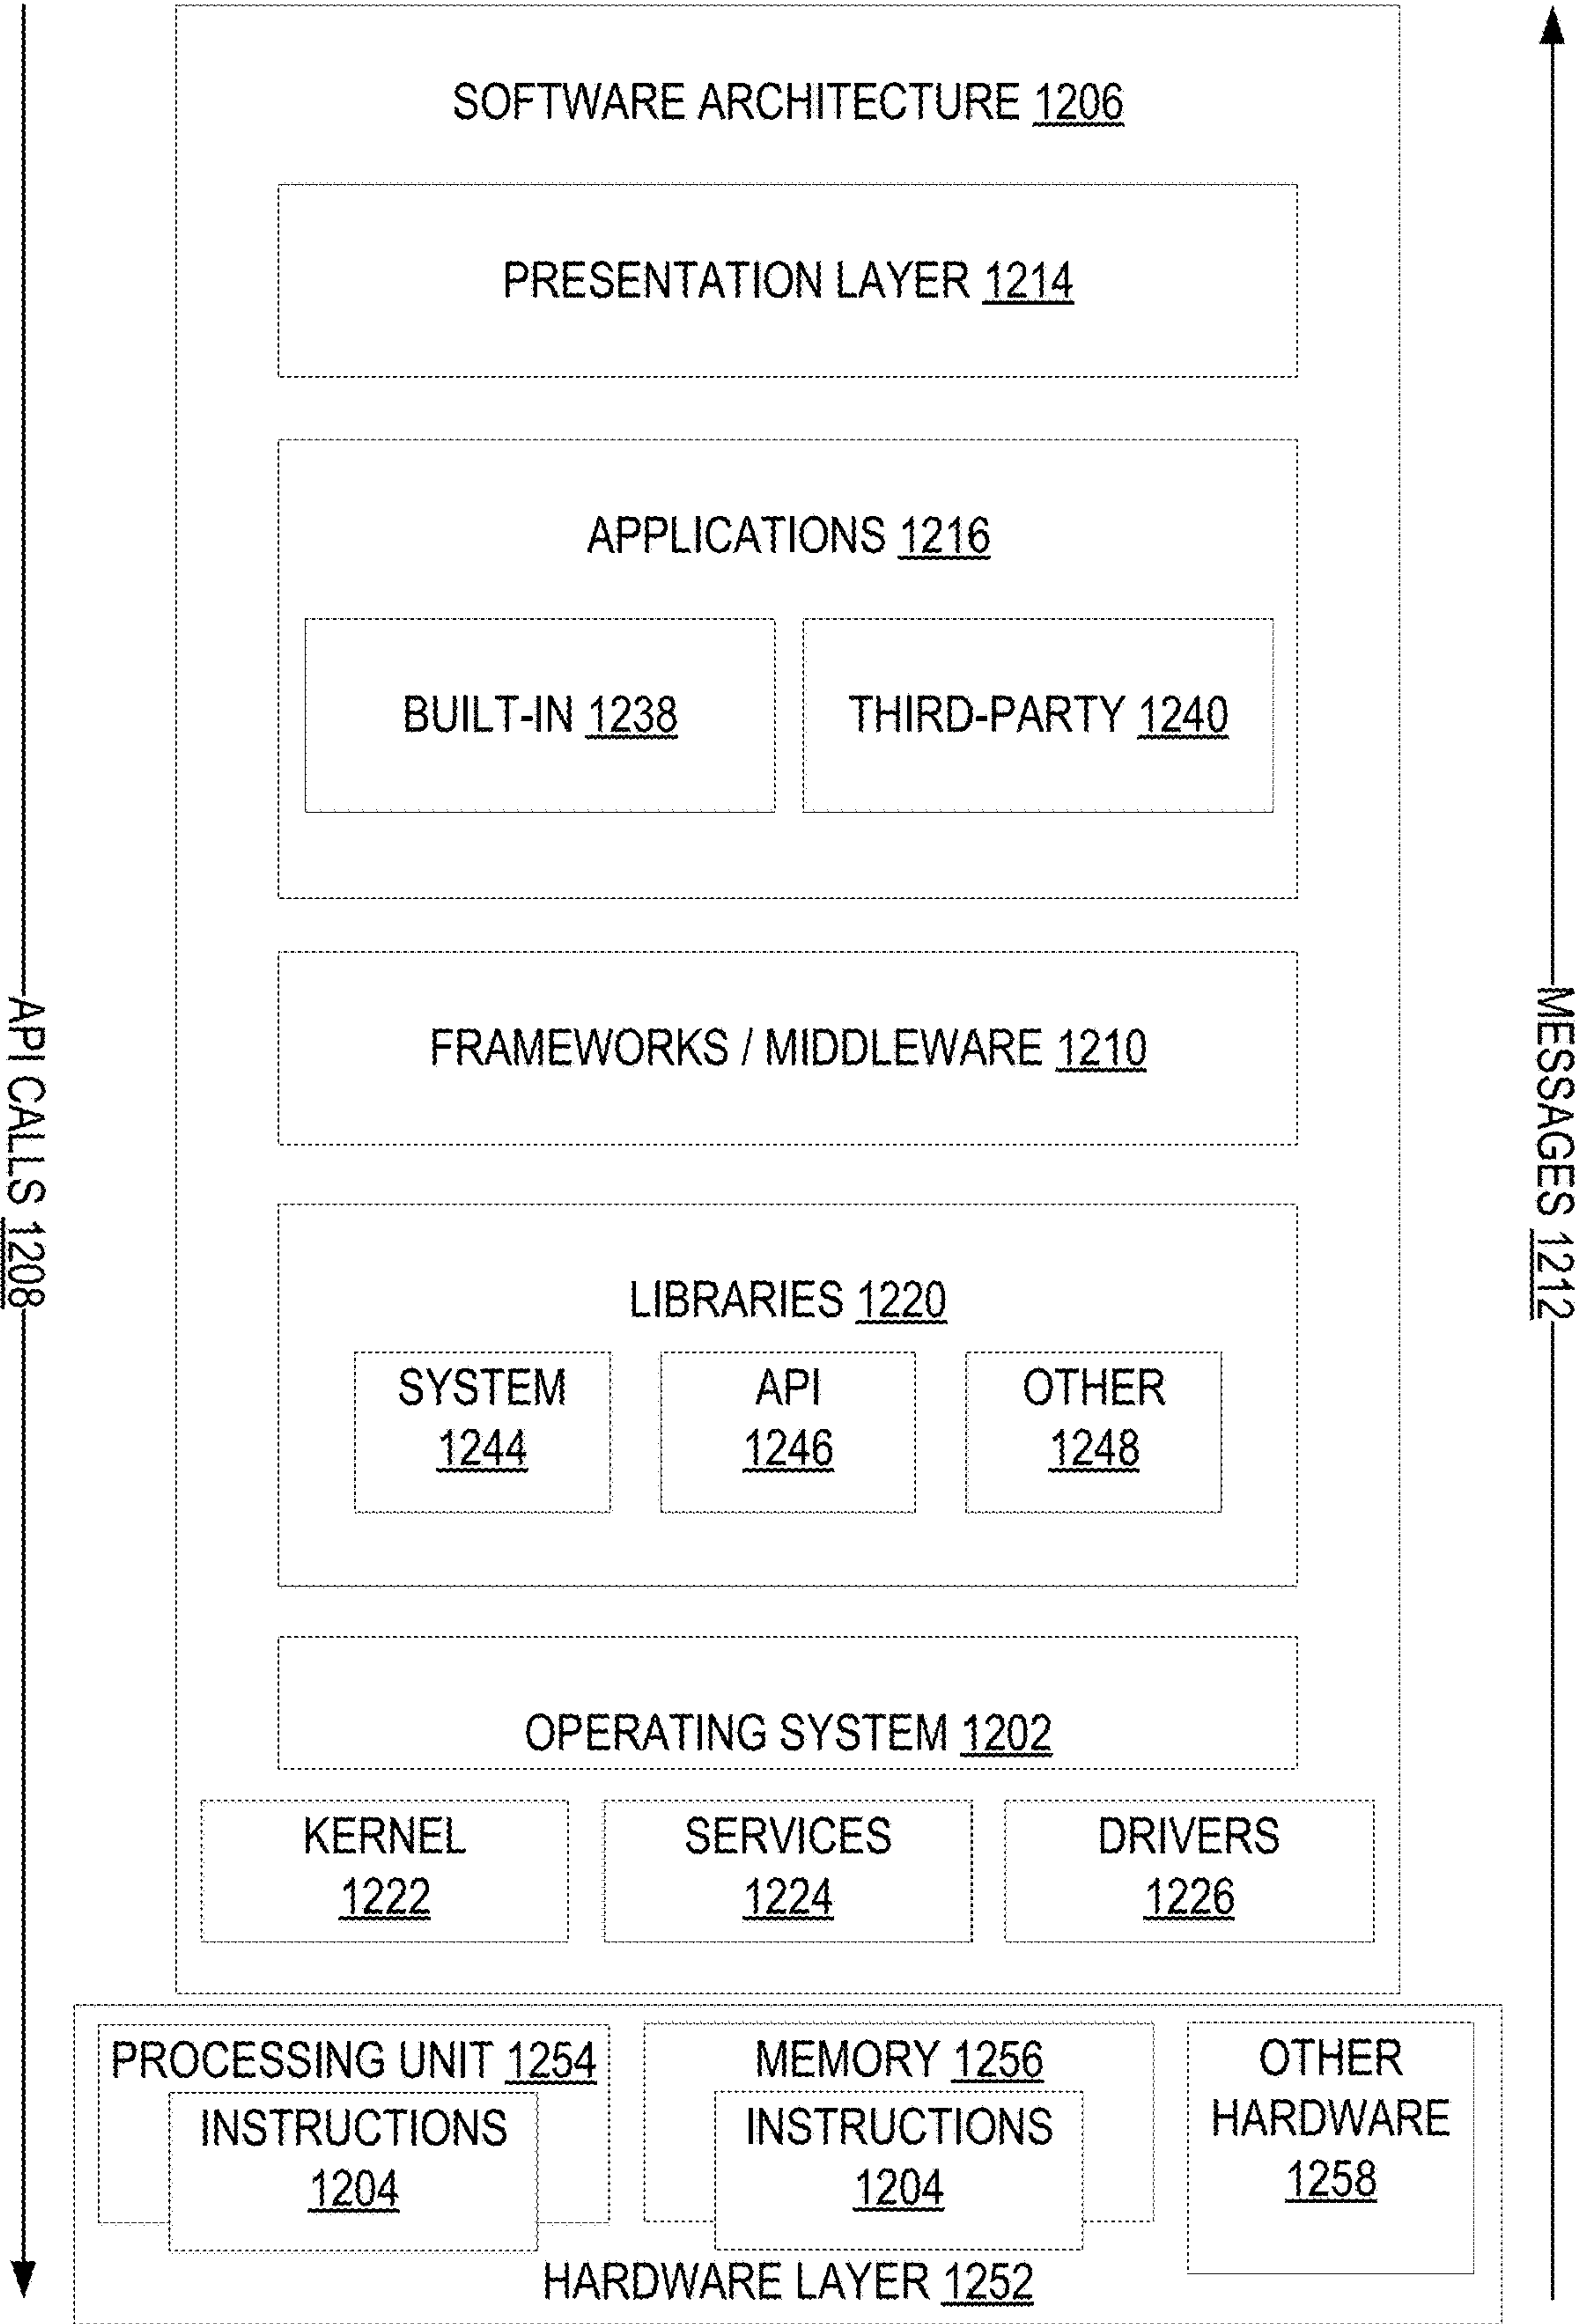 SOFTWARE ARCHITECTURE 1206
PRESENTATION LAYER 1214
APPLICATIONS 1216
BUILT-IN 1238
THIRD-PARTY 1240
FRAMEWORKS / MIDDLEWARE 1210
LIBRARIES 1220
SYSTEM
1244
API
1246
OTHER
1248
OPERATING SYSTEM 1202
KERNEL
1222
SERVICES
1224
DRIVERS
1226
PROCESSING UNIT 1254
INSTRUCTIONS
1204
MEMORY 1256
INSTRUCTIONS
1204
OTHER
HARDWARE
1258
HARDWARE LAYER 1252
API CALLS 1208
MESSAGES 1212